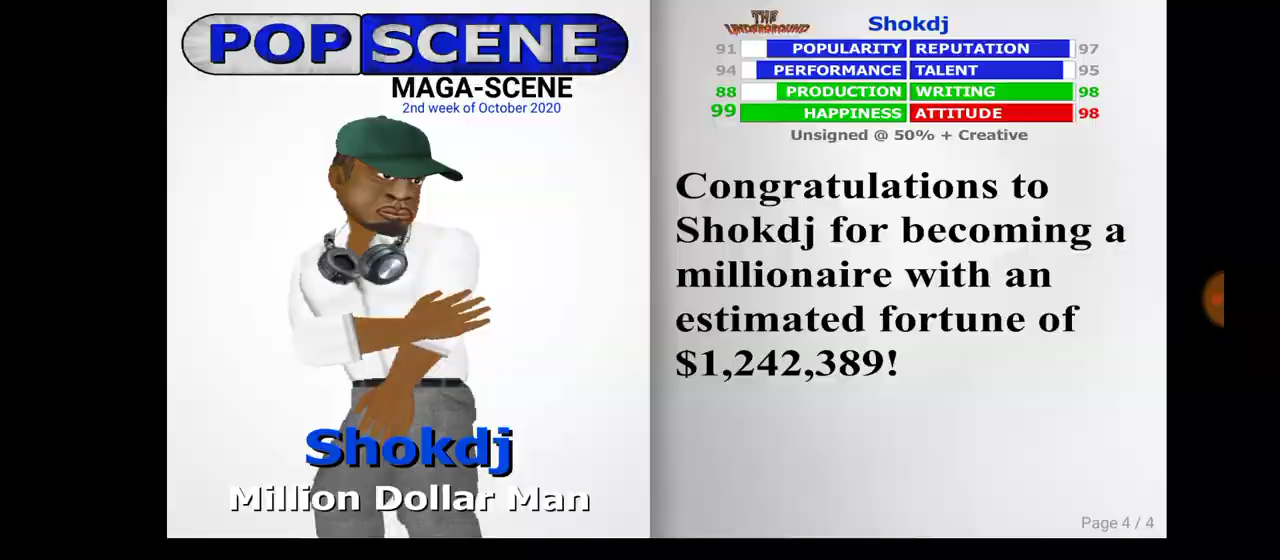 POP SCENE
MAGA-SCENE
2nd week of October 2020
Shokdj
Million Dollar Man
THE UNDERGROUND
Shokdj
91 POPULARITY REPUTATION 97
94 PERFORMANCE TALENT 95
88 PRODUCTION WRITING 98
99 HAPPINESS ATTITUDE 98
Unsigned @ 50% + Creative
Congratulations to
Shokdj for becoming a
millionaire with an
estimated fortune of
$1,242,389!
Page 4 / 4